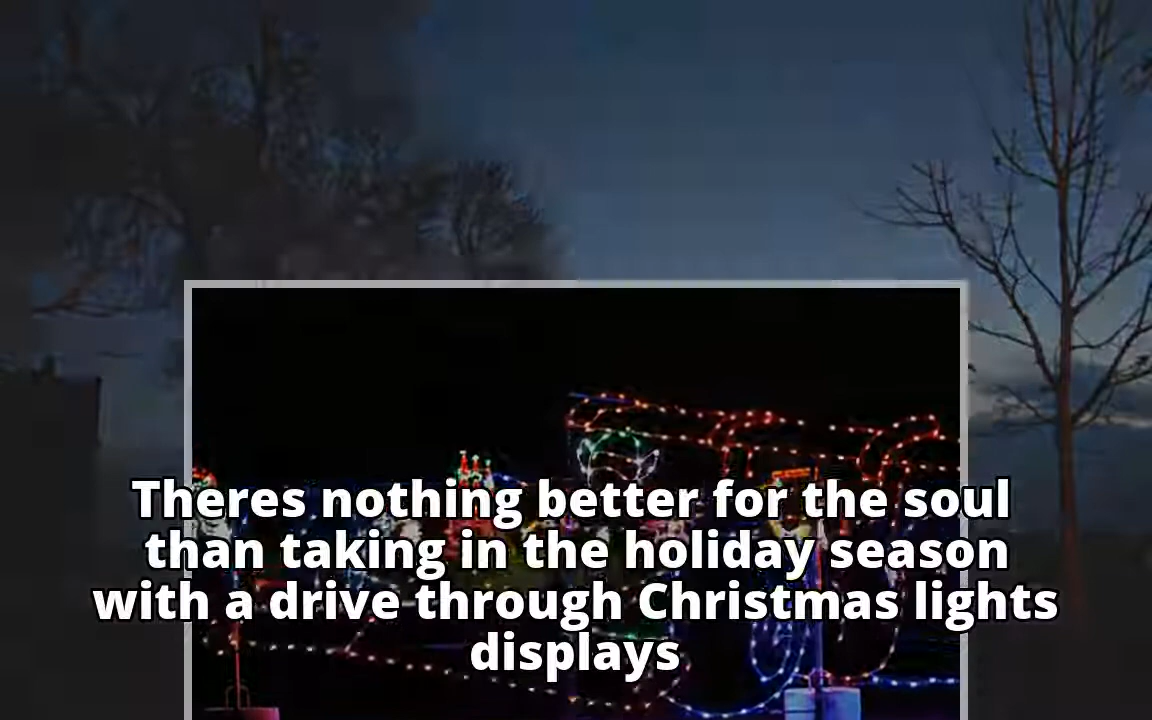 Theres nothing better for the soul
than taking in the holiday season
with a drive through Christmas lights
displays